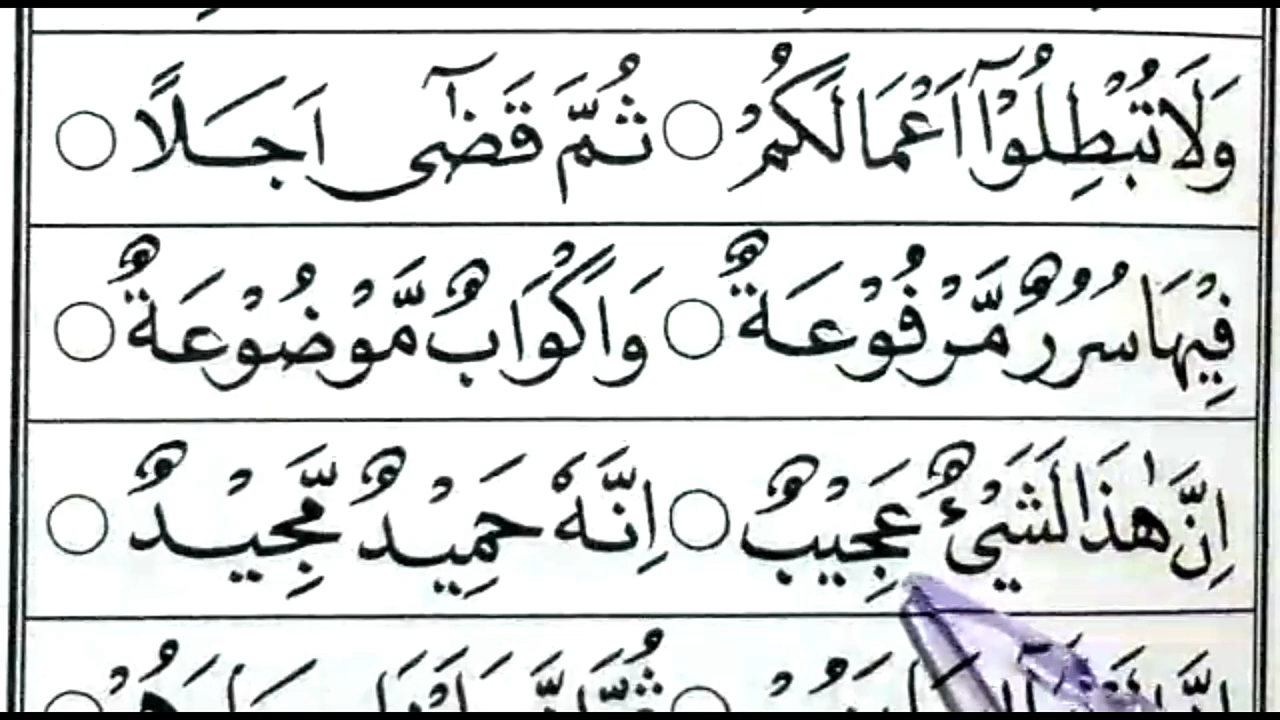 وَلَا تُبْطِلُوْٓا اَعْمَالَكُمْ ○ ثُمَّ قَضٰٓى اَجَلًا ○
فِيْهَا سُرُرٌ مَّرْفُوْعَةٌ ○ وَاَكْوَابٌ مَّوْضُوْعَةٌ ○
اِنَّ هٰذَا لَشَیْءٌ عَجِيْبٌ ○ اِنَّهٗ حَمِيْدٌ مَّجِيْدٌ ○